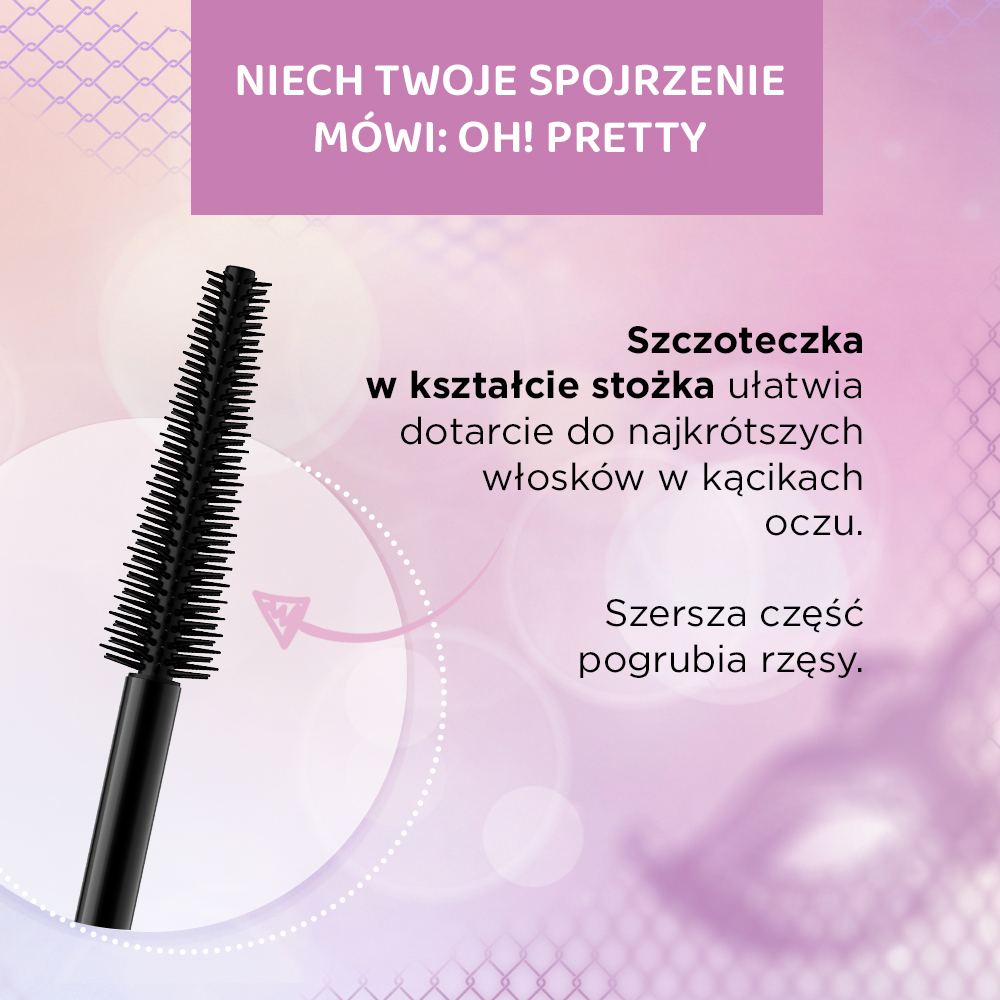 NIECH TWOJE SPOJRZENIE
MÓWI: OH! PRETTY
Szczoteczka
w kształcie stożka ułatwia
dotarcie do najkrótszych
włosków w kącikach
oczu.
Szersza część
pogrubia rzęsy.